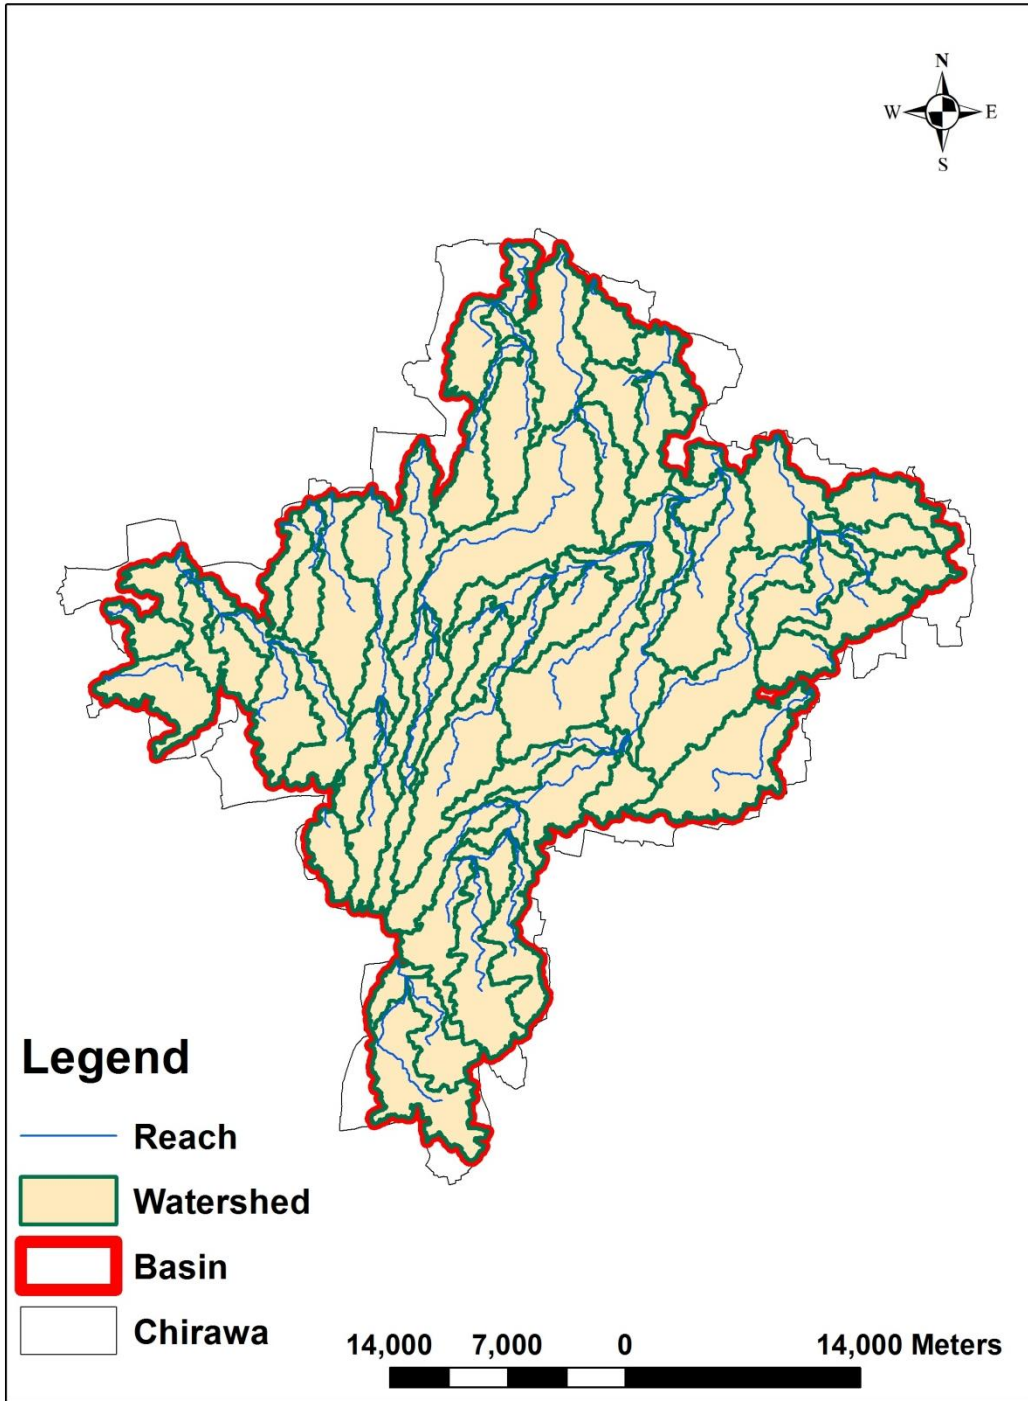 N
W E
S
Legend
Reach
Watershed
Basin
Chirawa
14,000 7,000 0 14,000 Meters